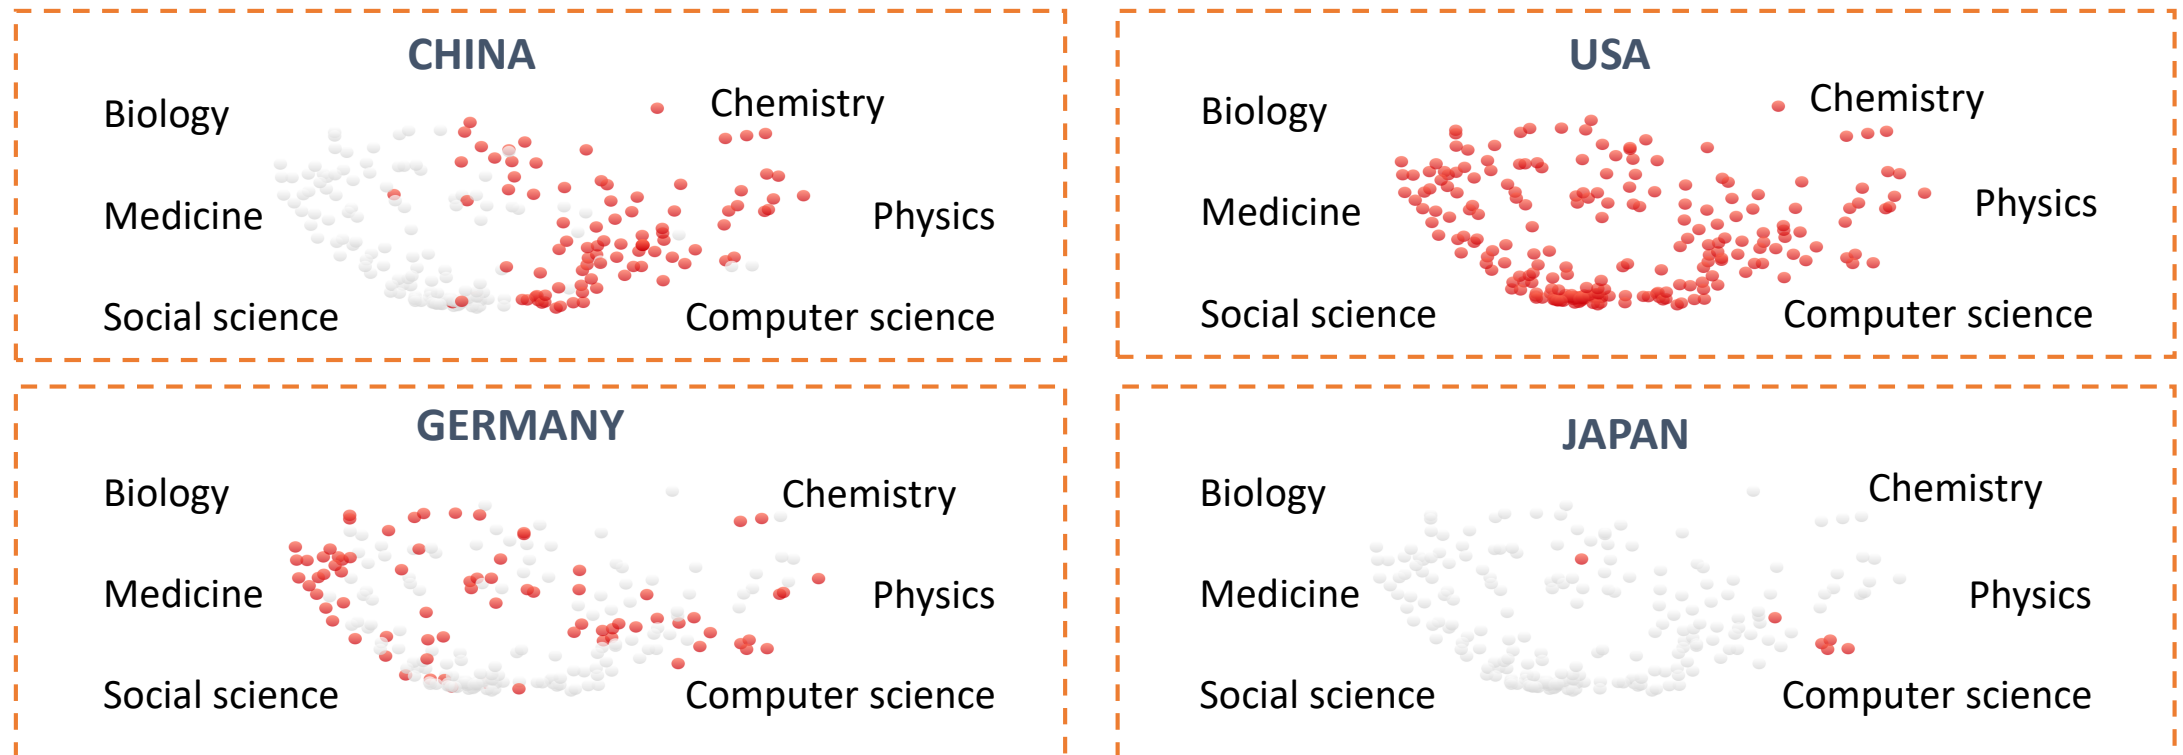 CHINA
Biology
Chemistry
Medicine
Physics
Social science
Computer science
USA
Biology
Chemistry
Medicine
Physics
Social science
Computer science
GERMANY
Biology
Chemistry
Medicine
Physics
Social science
Computer science
JAPAN
Biology
Chemistry
Medicine
Physics
Social science
Computer science